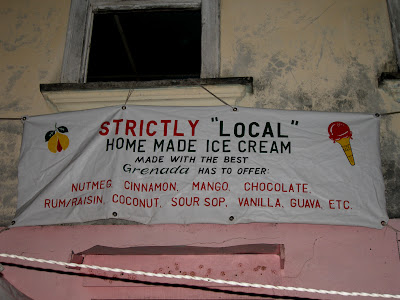 STRICTLY "LOCAL"
HOME MADE ICE CREAM
MADE WITH THE BEST
Grenada HAS TO OFFER:
NUTMEG, CINNAMON, MANGO, CHOCOLATE,
RUM/RAISIN, COCONUT, SOUR SOP, VANILLA, GUAVA, ETC.